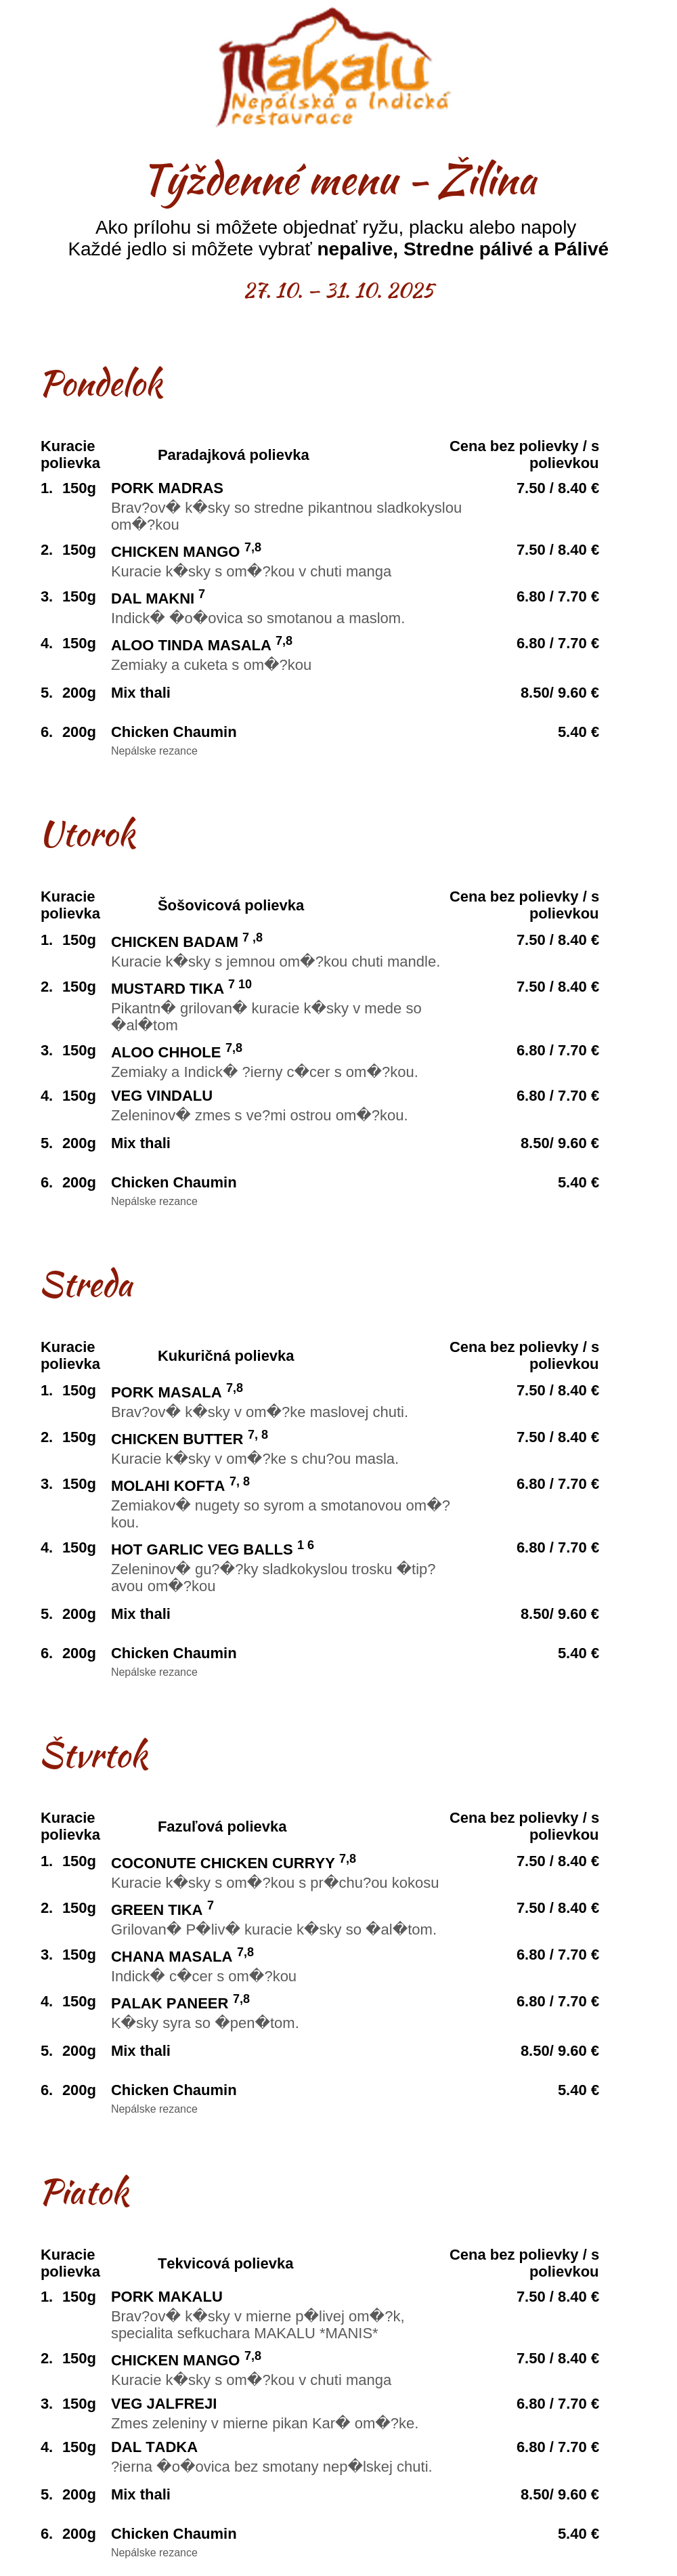 Makalu
Nepálská a Indická
restaurace
Týždenné menu - Žilina
Ako prílohu si môžete objednať ryžu, placku alebo napoly
Každé jedlo si môžete vybrať nepalive, Stredne pálivé a Pálivé
27. 10. – 31. 10. 2025
Pondelok
Kuracie polievka Paradajková polievka Cena bez polievky / s polievkou
1. 150g PORK MADRAS 7.50 / 8.40 €
Brav?ov� k�sky so stredne pikantnou sladkokyslou
om�?kou
2. 150g CHICKEN MANGO 7,8 7.50 / 8.40 €
Kuracie k�sky s om�?kou v chuti manga
3. 150g DAL MAKNI 7 6.80 / 7.70 €
Indick� �o�ovica so smotanou a maslom.
4. 150g ALOO TINDA MASALA 7,8 6.80 / 7.70 €
Zemiaky a cuketa s om�?kou
5. 200g Mix thali 8.50/ 9.60 €
6. 200g Chicken Chaumin 5.40 €
Nepálske rezance
Utorok
Kuracie polievka Šošovicová polievka Cena bez polievky / s polievkou
1. 150g CHICKEN BADAM 7 ,8 7.50 / 8.40 €
Kuracie k�sky s jemnou om�?kou chuti mandle.
2. 150g MUSTARD TIKA 7 10 7.50 / 8.40 €
Pikantn� grilovan� kuracie k�sky v mede so
�al�tom
3. 150g ALOO CHHOLE 7,8 6.80 / 7.70 €
Zemiaky a Indick� ?ierny c�cer s om�?kou.
4. 150g VEG VINDALU 6.80 / 7.70 €
Zeleninov� zmes s ve?mi ostrou om�?kou.
5. 200g Mix thali 8.50/ 9.60 €
6. 200g Chicken Chaumin 5.40 €
Nepálske rezance
Streda
Kuracie polievka Kukuričná polievka Cena bez polievky / s polievkou
1. 150g PORK MASALA 7,8 7.50 / 8.40 €
Brav?ov� k�sky v om�?ke maslovej chuti.
2. 150g CHICKEN BUTTER 7, 8 7.50 / 8.40 €
Kuracie k�sky v om�?ke s chu?ou masla.
3. 150g MOLAHI KOFTA 7, 8 6.80 / 7.70 €
Zemiakov� nugety so syrom a smotanovou om�?
kou.
4. 150g HOT GARLIC VEG BALLS 1 6 6.80 / 7.70 €
Zeleninov� gu?�?ky sladkokyslou trosku �tip?
avou om�?kou
5. 200g Mix thali 8.50/ 9.60 €
6. 200g Chicken Chaumin 5.40 €
Nepálske rezance
Štvrtok
Kuracie polievka Fazuľová polievka Cena bez polievky / s polievkou
1. 150g COCONUTE CHICKEN CURRYY 7,8 7.50 / 8.40 €
Kuracie k�sky s om�?kou s pr�chu?ou kokosu
2. 150g GREEN TIKA 7 7.50 / 8.40 €
Grilovan� P�liv� kuracie k�sky so �al�tom.
3. 150g CHANA MASALA 7,8 6.80 / 7.70 €
Indick� c�cer s om�?kou
4. 150g PALAK PANEER 7,8 6.80 / 7.70 €
K�sky syra so �pen�tom.
5. 200g Mix thali 8.50/ 9.60 €
6. 200g Chicken Chaumin 5.40 €
Nepálske rezance
Piatok
Kuracie polievka Tekvicová polievka Cena bez polievky / s polievkou
1. 150g PORK MAKALU 7.50 / 8.40 €
Brav?ov� k�sky v mierne p�livej om�?k,
specialita sefkuchara MAKALU *MANIS*
2. 150g CHICKEN MANGO 7,8 7.50 / 8.40 €
Kuracie k�sky s om�?kou v chuti manga
3. 150g VEG JALFREJI 6.80 / 7.70 €
Zmes zeleniny v mierne pikan Kar� om�?ke.
4. 150g DAL TADKA 6.80 / 7.70 €
?ierna �o�ovica bez smotany nep�lskej chuti.
5. 200g Mix thali 8.50/ 9.60 €
6. 200g Chicken Chaumin 5.40 €
Nepálske rezance